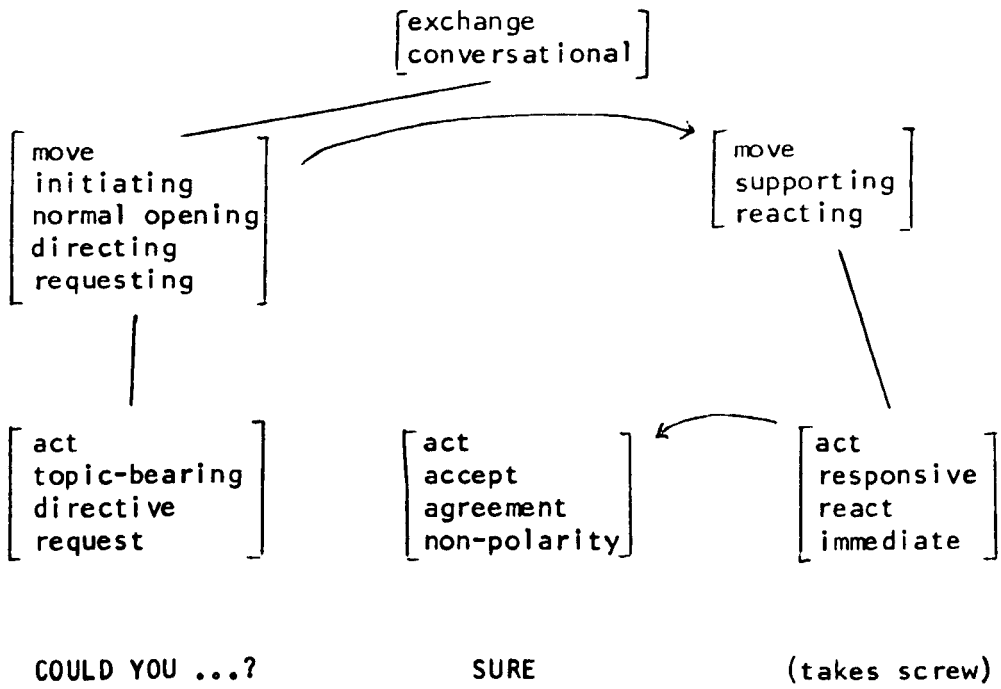 exchange
conversational
move
initiating
normal opening
directing
requesting
move
supporting
reacting
act
topic-bearing
directive
request
act
accept
agreement
non-polarity
act
responsive
react
immediate
COULD YOU ...?
SURE
(takes screw)